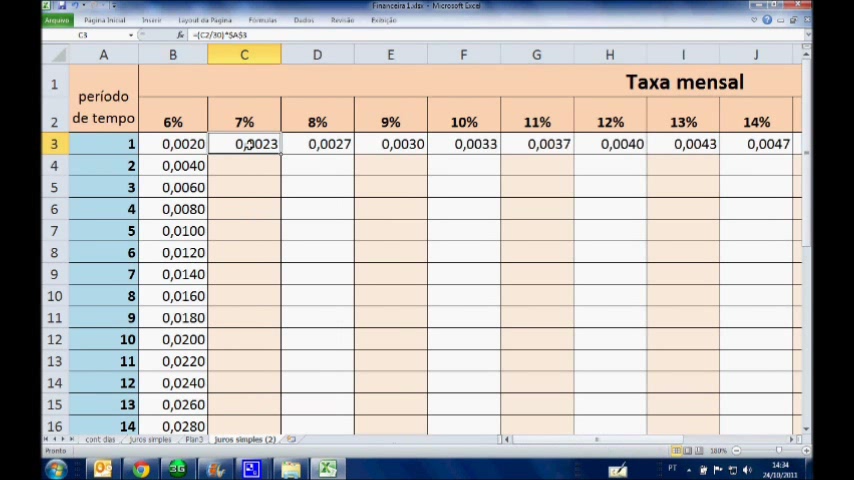 Financeira 1.xlsx - Microsoft Excel
Arquivo Página Inicial Inserir Layout da Página Fórmulas Dados Revisão Exibição
C3 fx =(C2/30)*$A$3
A B C D E F G H I J
1 período de tempo Taxa mensal
2 6% 7% 8% 9% 10% 11% 12% 13% 14%
3 1 0,0020 0,0023 0,0027 0,0030 0,0033 0,0037 0,0040 0,0043 0,0047
4 2 0,0040
5 3 0,0060
6 4 0,0080
7 5 0,0100
8 6 0,0120
9 7 0,0140
10 8 0,0160
11 9 0,0180
12 10 0,0200
13 11 0,0220
14 12 0,0240
15 13 0,0260
16 14 0,0280
cont dias juros simples Plan3 juros simples (2)
Pronto 100%
3G PT 14:34
24/10/2011